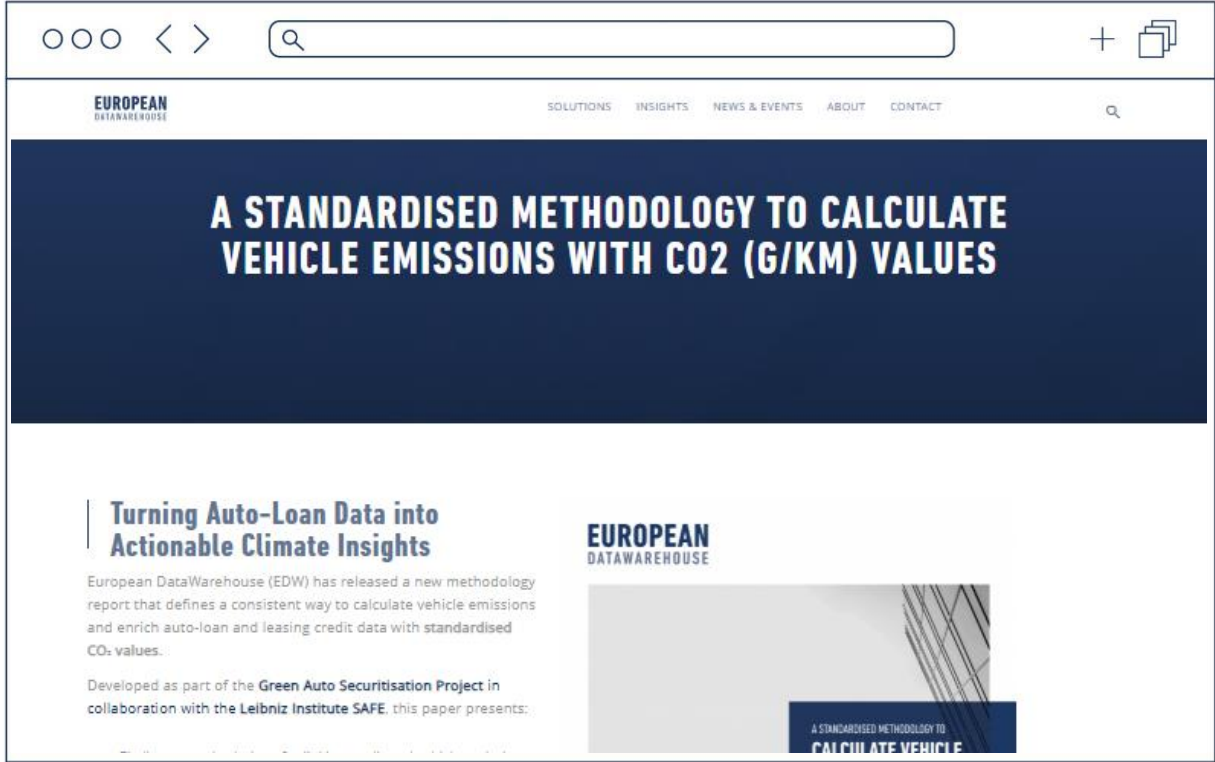 EUROPEAN
DATAWAREHOUSE
SOLUTIONS INSIGHTS NEWS & EVENTS ABOUT CONTACT
A STANDARDISED METHODOLOGY TO CALCULATE
VEHICLE EMISSIONS WITH CO2 (G/KM) VALUES
Turning Auto-Loan Data into
Actionable Climate Insights
European DataWarehouse (EDW) has released a new methodology
report that defines a consistent way to calculate vehicle emissions
and enrich auto-loan and leasing credit data with standardised
CO₂ values.
Developed as part of the Green Auto Securitisation Project in
collaboration with the Leibniz Institute SAFE, this paper presents:
EUROPEAN
DATAWAREHOUSE
A STANDARDISED METHODOLOGY TO
CALCULATE VEHICLE